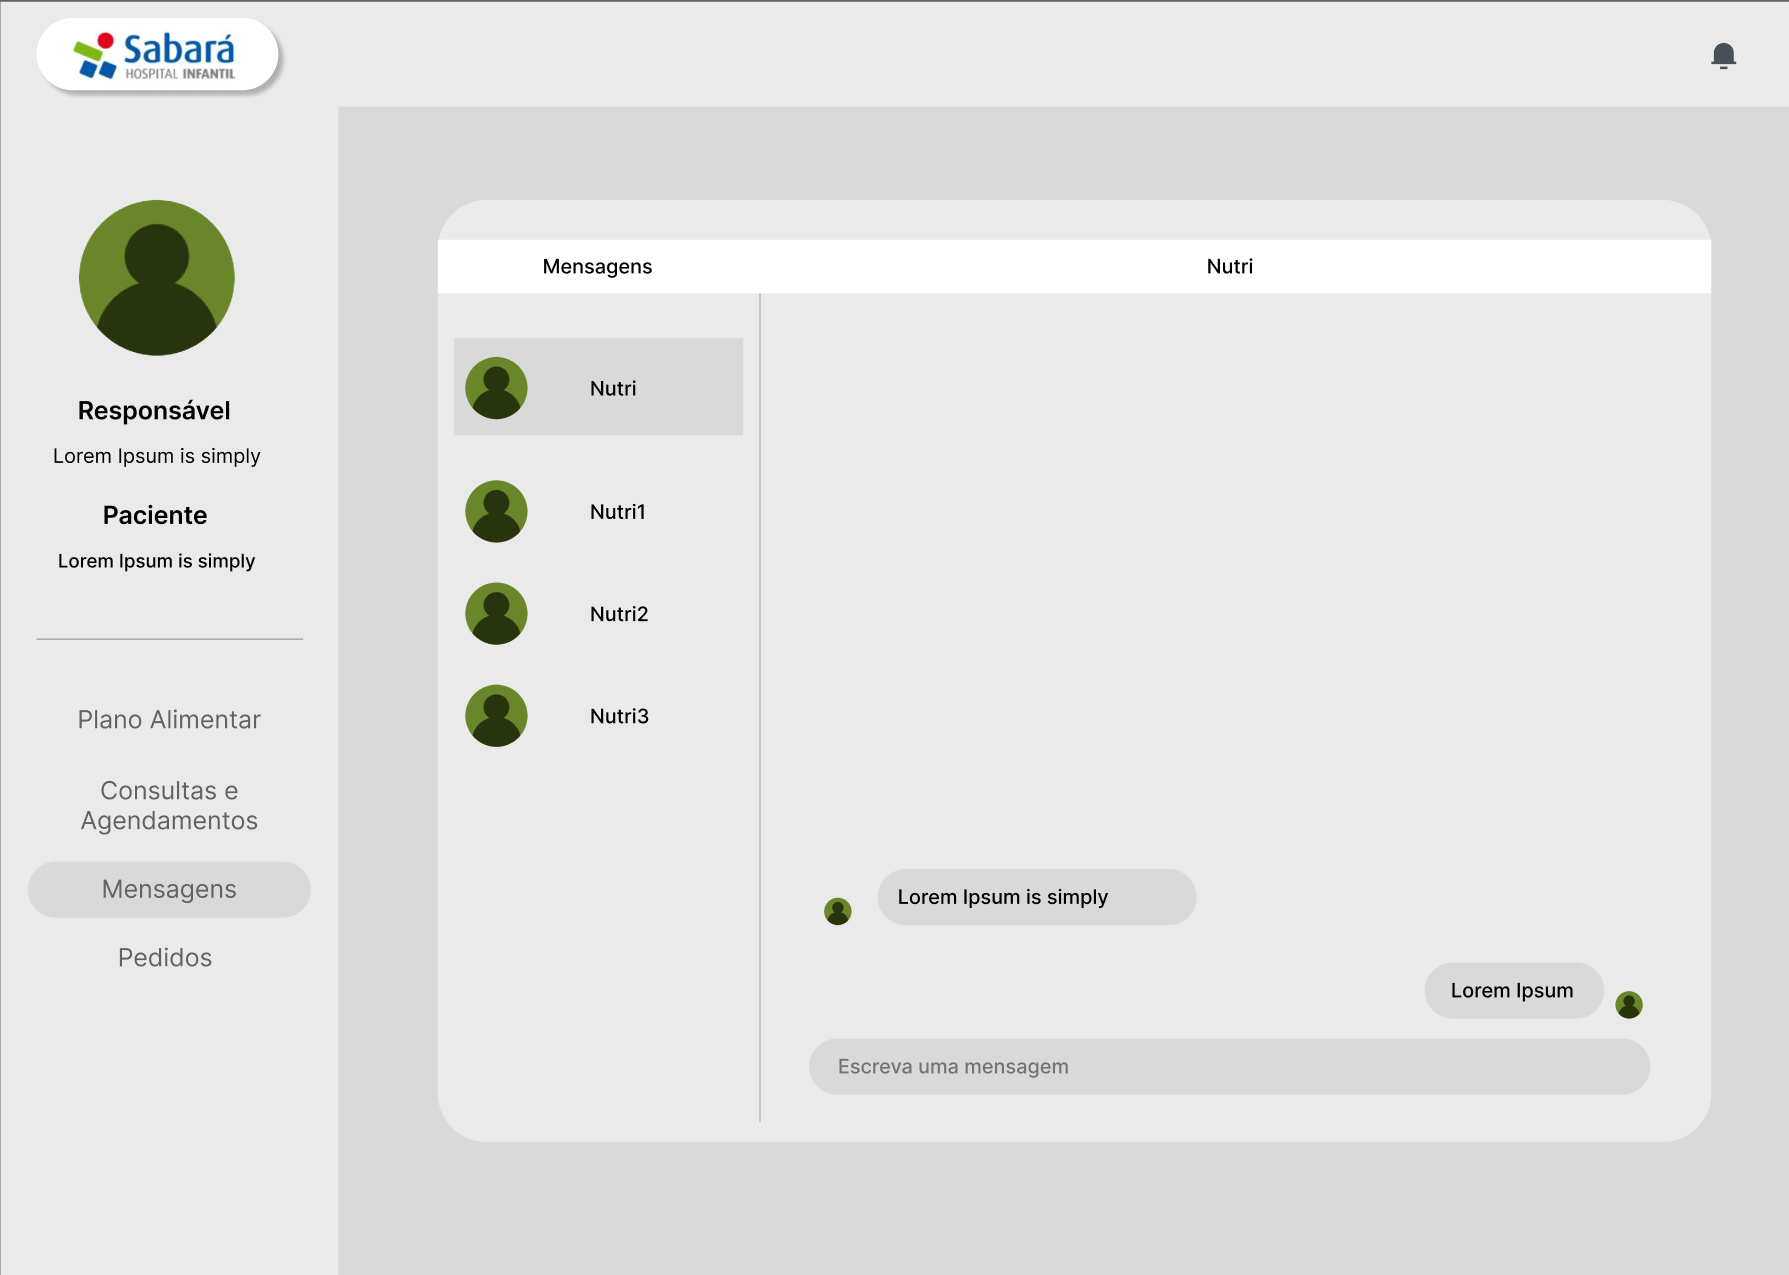 Sabará
HOSPITAL INFANTIL
Responsável
Lorem Ipsum is simply
Paciente
Lorem Ipsum is simply
Plano Alimentar
Consultas e
Agendamentos
Mensagens
Pedidos
Mensagens
Nutri
Nutri
Nutri1
Nutri2
Nutri3
Lorem Ipsum is simply
Lorem Ipsum
Escreva uma mensagem